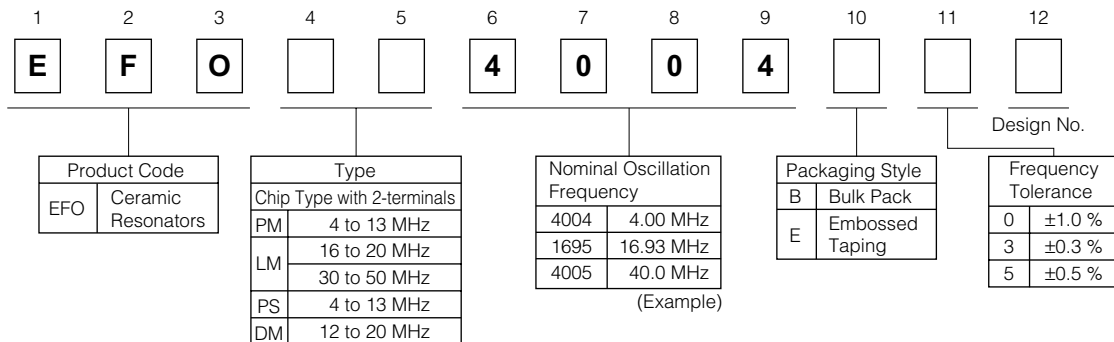 1 2 3 4 5 6 7 8 9 10 11 12
E F O 4 0 0 4
Design No.
Product Code
EFO Ceramic
Resonators
Type
Chip Type with 2-terminals
PM 4 to 13 MHz
LM 16 to 20 MHz
30 to 50 MHz
PS 4 to 13 MHz
DM 12 to 20 MHz
Nominal Oscillation
Frequency
4004 4.00 MHz
1695 16.93 MHz
4005 40.0 MHz
(Example)
Packaging Style
B Bulk Pack
E Embossed
Taping
Frequency
Tolerance
0 ±1.0 %
3 ±0.3 %
5 ±0.5 %